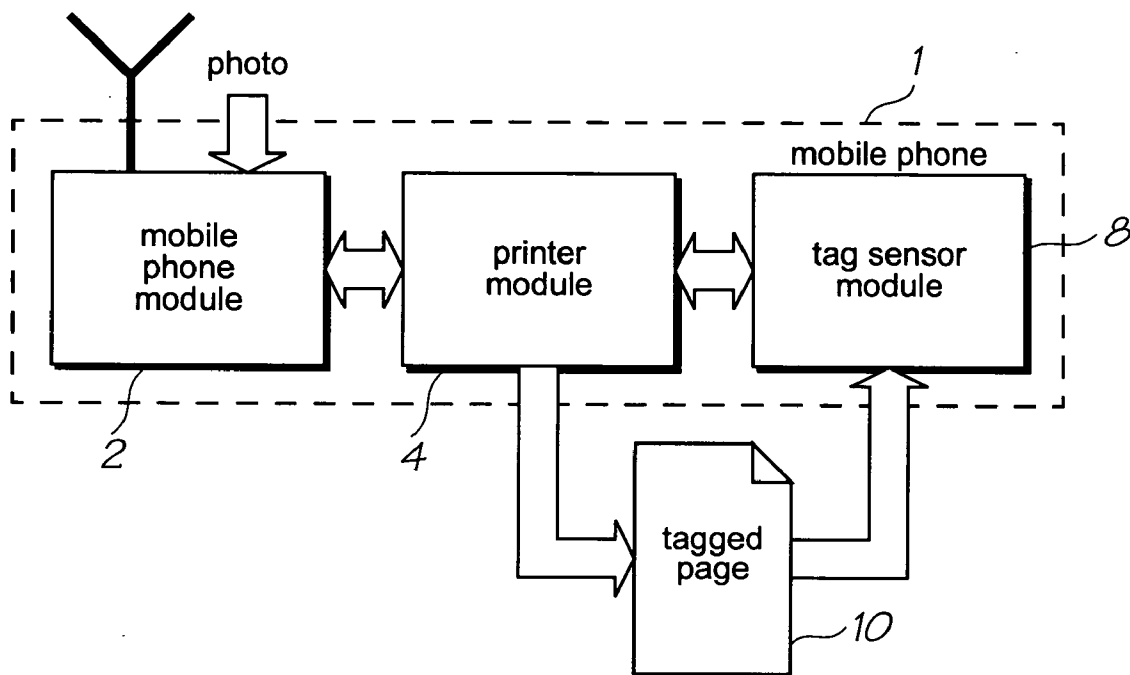 photo
1
mobile phone
mobile
phone
module
printer
module
tag sensor
module
8
2
4
tagged
page
10